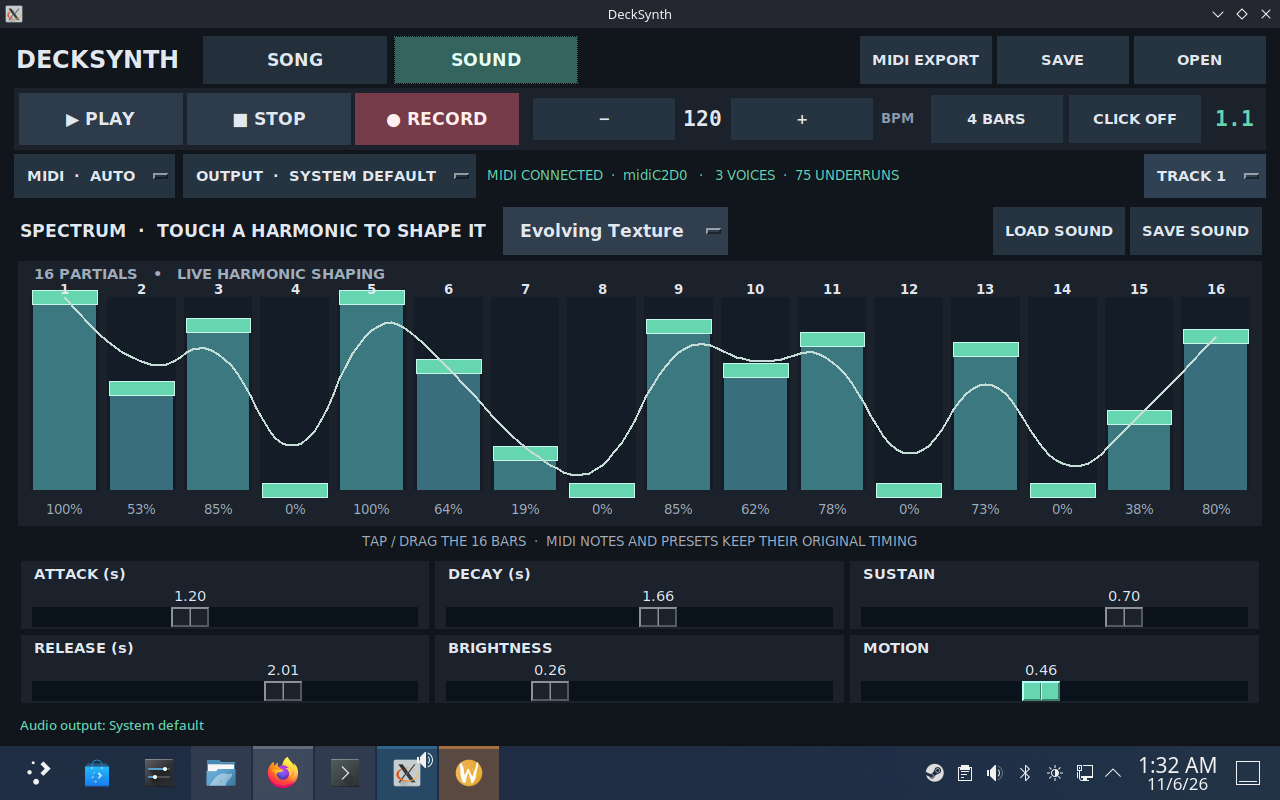 DeckSynth
DECKSYNTH SONG SOUND MIDI EXPORT SAVE OPEN
▶ PLAY ■ STOP ● RECORD − 120 + BPM 4 BARS CLICK OFF 1.1
MIDI · AUTO OUTPUT · SYSTEM DEFAULT MIDI CONNECTED · midiC2D0 · 3 VOICES · 75 UNDERRUNS TRACK 1
SPECTRUM · TOUCH A HARMONIC TO SHAPE IT Evolving Texture LOAD SOUND SAVE SOUND
16 PARTIALS • LIVE HARMONIC SHAPING
1 2 3 4 5 6 7 8 9 10 11 12 13 14 15 16
100% 53% 85% 0% 100% 64% 19% 0% 85% 62% 78% 0% 73% 0% 38% 80%
TAP / DRAG THE 16 BARS · MIDI NOTES AND PRESETS KEEP THEIR ORIGINAL TIMING
ATTACK (s) DECAY (s) SUSTAIN
1.20 1.66 0.70
RELEASE (s) BRIGHTNESS MOTION
2.01 0.26 0.46
Audio output: System default
1:32 AM
11/6/26